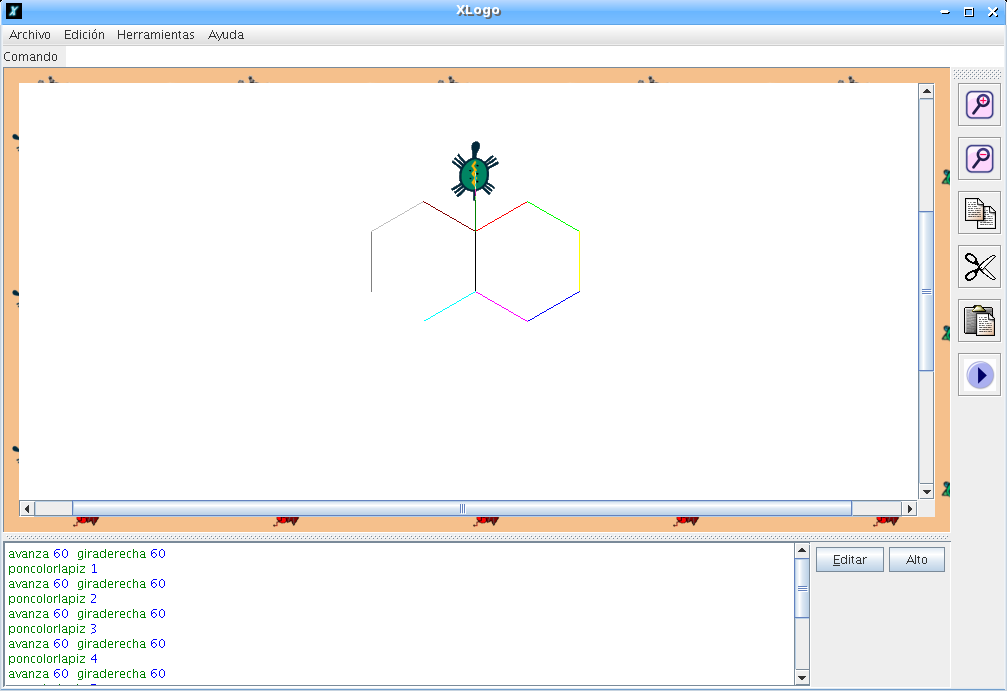 XLogo
Archivo Edición Herramientas Ayuda
Comando
avanza 60 giraderecha 60
poncolorlapiz 1
avanza 60 giraderecha 60
poncolorlapiz 2
avanza 60 giraderecha 60
poncolorlapiz 3
avanza 60 giraderecha 60
poncolorlapiz 4
avanza 60 giraderecha 60
Editar Alto